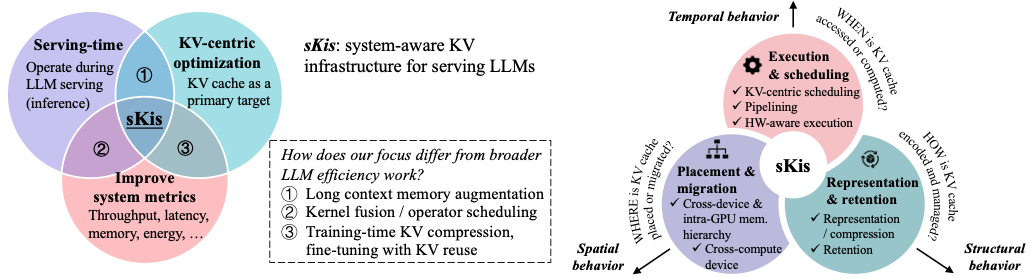 Serving-time
Operate during
LLM serving
(inference)
①
KV-centric
optimization
KV cache as a
primary target
sKis
②
③
Improve
system metrics
Throughput, latency,
memory, energy, …
sKis: system-aware KV
infrastructure for serving LLMs
How does our focus differ from broader
LLM efficiency work?
① Long context memory augmentation
② Kernel fusion / operator scheduling
③ Training-time KV compression,
fine-tuning with KV reuse
Temporal behavior
WHEN is KV cache
accessed or computed?
Execution
& scheduling
✓ KV-centric scheduling
✓ Pipelining
✓ HW-aware execution
sKis
WHERE is KV cache
placed or migrated?
Placement &
migration
✓ Cross-device &
intra-GPU mem.
hierarchy
✓ Cross-compute
device
HOW is KV cache
encoded and managed?
Representation
& retention
✓ Representation
/ compression
✓ Retention
Spatial
behavior
Structural
behavior